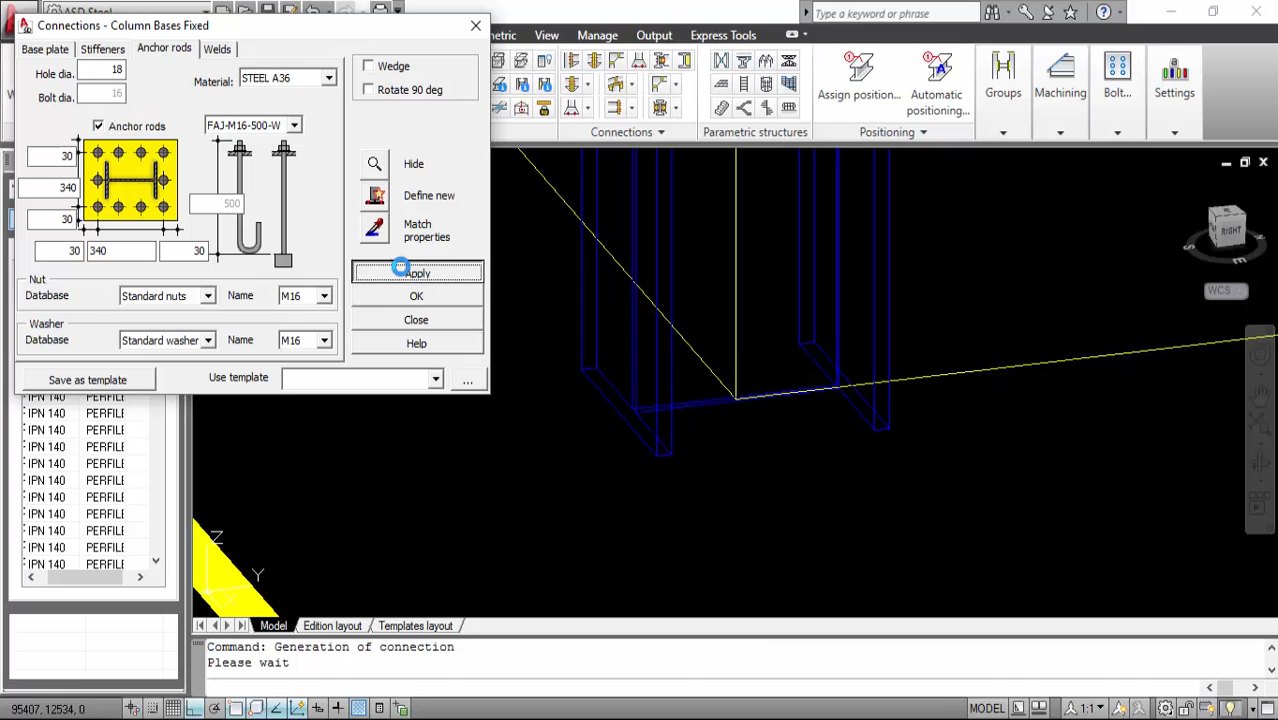 ASD Steel
Connections - Column Bases Fixed
Type a keyword or phrase
Base plate Stiffeners Anchor rods Welds
metric View Manage Output Express Tools
Hole dia. 18
Bolt dia. 16
Material: STEEL A36
Wedge
Rotate 90 deg
Anchor rods
FAJ-M16-500-W
30
340
30
500
30 340 30
Hide
Define new
Match
properties
Apply
OK
Close
Help
Nut
Database Standard nuts Name M16
Washer
Database Standard washer Name M16
Save as template Use template ...
Assign position... Automatic
positioning...
Groups Machining Bolt... Settings
Connections Parametric structures Positioning
RIGHT
S E
WCS
IPN 140 PERFILE
IPN 140 PERFILE
IPN 140 PERFILE
IPN 140 PERFILE
IPN 140 PERFILE
IPN 140 PERFILE
IPN 140 PERFILE
IPN 140 PERFILE
IPN 140 PERFILE
IPN 140 PERFILE
IPN 140 PERFILE
Z
Y
X
Model Edition layout Templates layout
Command: Generation of connection
Please wait
95407, 12534, 0
MODEL 1:1